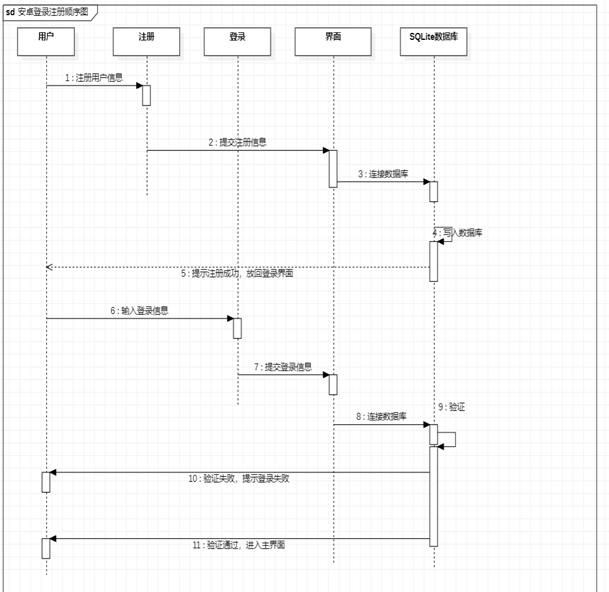 sd 安卓登录注册顺序图
用户
注册
登录
界面
SQLite数据库
1 : 注册用户信息
2 : 提交注册信息
3 : 连接数据库
4 : 写入数据库
5 : 提示注册成功，放回登录界面
6 : 输入登录信息
7 : 提交登录信息
9 : 验证
8 : 连接数据库
10 : 验证失败，提示登录失败
11 : 验证通过，进入主界面